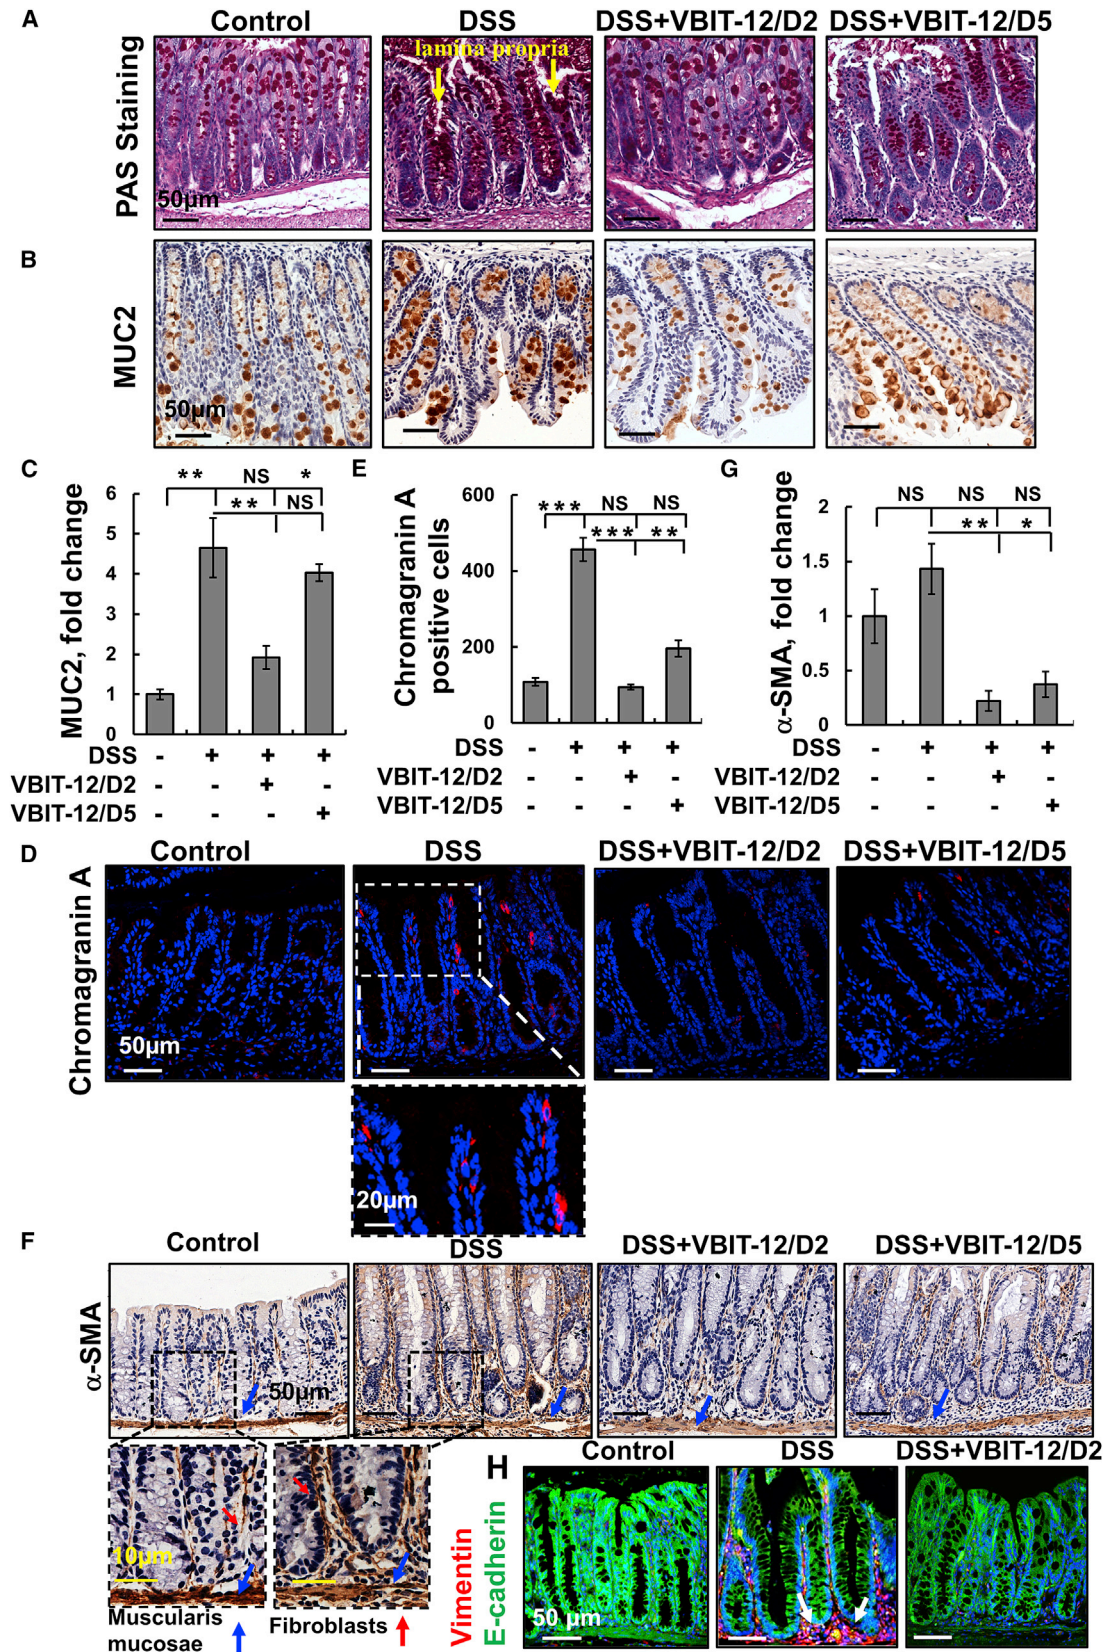 A
Control DSS DSS+VBIT-12/D2 DSS+VBIT-12/D5
PAS Staining
lamina propria
50µm
B
MUC2
50µm
C
MUC2, fold change
** NS *
** NS
6
5
4
3
2
1
0
DSS - + + +
VBIT-12/D2 - - + -
VBIT-12/D5 - - - +
E
Chromagranin A
positive cells
*** NS NS
*** **
600
400
200
0
DSS - + + +
VBIT-12/D2 - - + -
VBIT-12/D5 - - - +
G
α-SMA, fold change
NS NS NS
** *
2
1.5
1
0.5
0
DSS - + + +
VBIT-12/D2 - - + -
VBIT-12/D5 - - - +
D
Control DSS DSS+VBIT-12/D2 DSS+VBIT-12/D5
Chromagranin A
50µm
20µm
F
Control DSS DSS+VBIT-12/D2 DSS+VBIT-12/D5
α-SMA
50µm
10µm
Muscularis
mucosae
Fibroblasts
H
Control DSS DSS+VBIT-12/D2
Vimentin
E-cadherin
50 µm